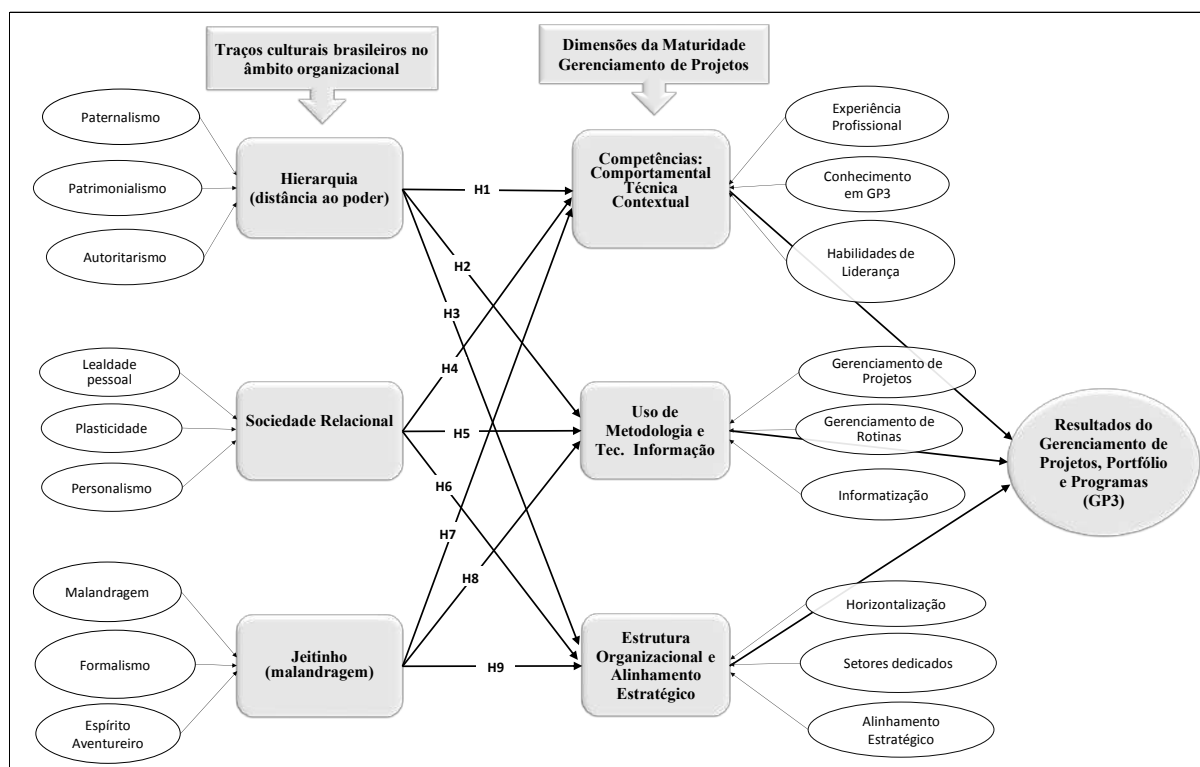 Traços culturais brasileiros no
âmbito organizacional
Dimensões da Maturidade
Gerenciamento de Projetos
Paternalismo
Patrimonialismo
Autoritarismo
Hierarquia
(distância ao poder)
H1
H2
H3
H4
H5
H6
H7
H8
H9
Competências:
Comportamental
Técnica
Contextual
Experiência
Profissional
Conhecimento
em GP3
Habilidades de
Liderança
Lealdade
pessoal
Plasticidade
Personalismo
Sociedade Relacional
Uso de
Metodologia e
Tec. Informação
Gerenciamento de
Projetos
Gerenciamento de
Rotinas
Informatização
Resultados do
Gerenciamento de
Projetos, Portfólio
e Programas
(GP3)
Malandragem
Formalismo
Espírito
Aventureiro
Jeitinho
(malandragem)
Estrutura
Organizacional e
Alinhamento
Estratégico
Horizontalização
Setores dedicados
Alinhamento
Estratégico